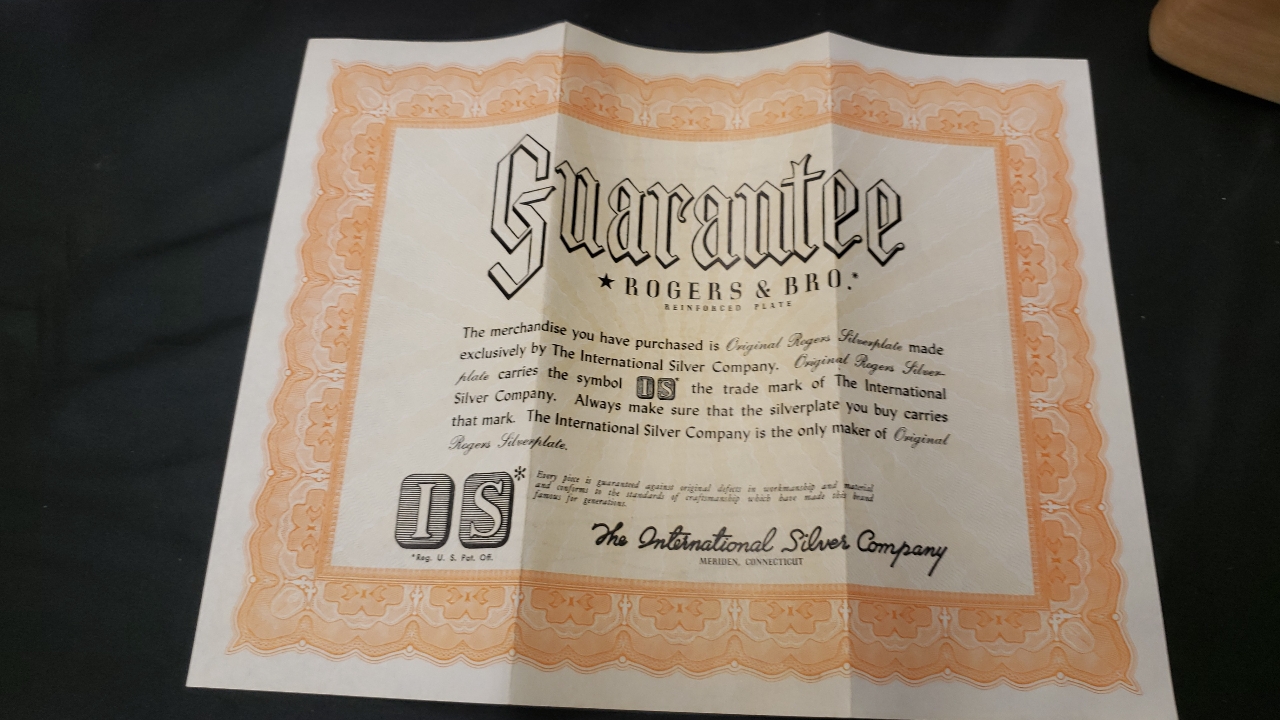 Guarantee
★ ROGERS & BRO.*
REINFORCED PLATE
The merchandise you have purchased is Original Rogers Silverplate made
exclusively by The International Silver Company. Original Rogers Silver-
plate carries the symbol IS* the trade mark of The International
Silver Company. Always make sure that the silverplate you buy carries
that mark. The International Silver Company is the only maker of Original
Rogers Silverplate.
IS*
*Reg. U. S. Pat. Off.
Every piece is guaranteed against original defects in workmanship and material
and conforms to the standards of craftsmanship which have made this brand
famous for generations.
The International Silver Company
MERIDEN, CONNECTICUT